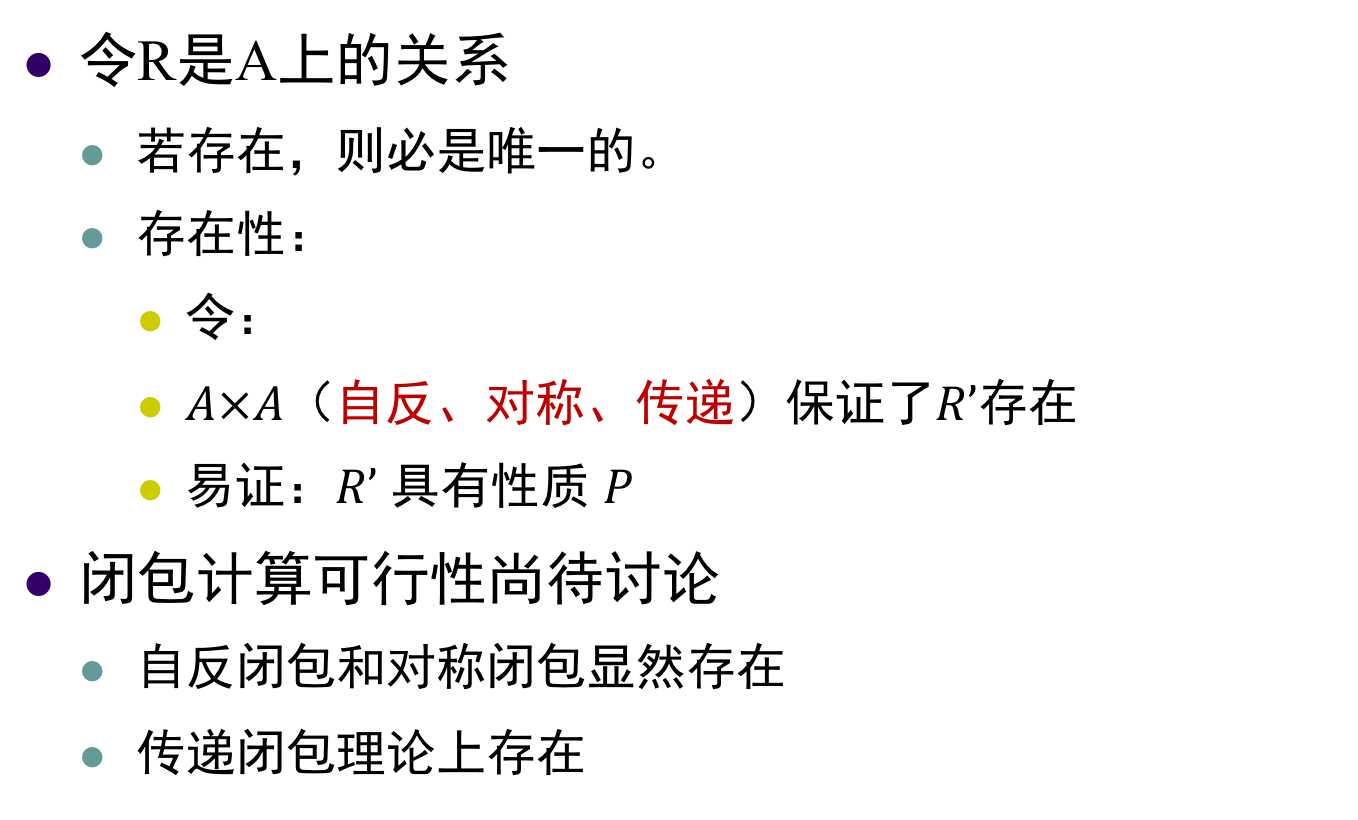 令R是A上的关系
若存在，则必是唯一的。
存在性：
令：
A×A（自反、对称、传递）保证了R’存在
易证：R’ 具有性质 P
闭包计算可行性尚待讨论
自反闭包和对称闭包显然存在
传递闭包理论上存在